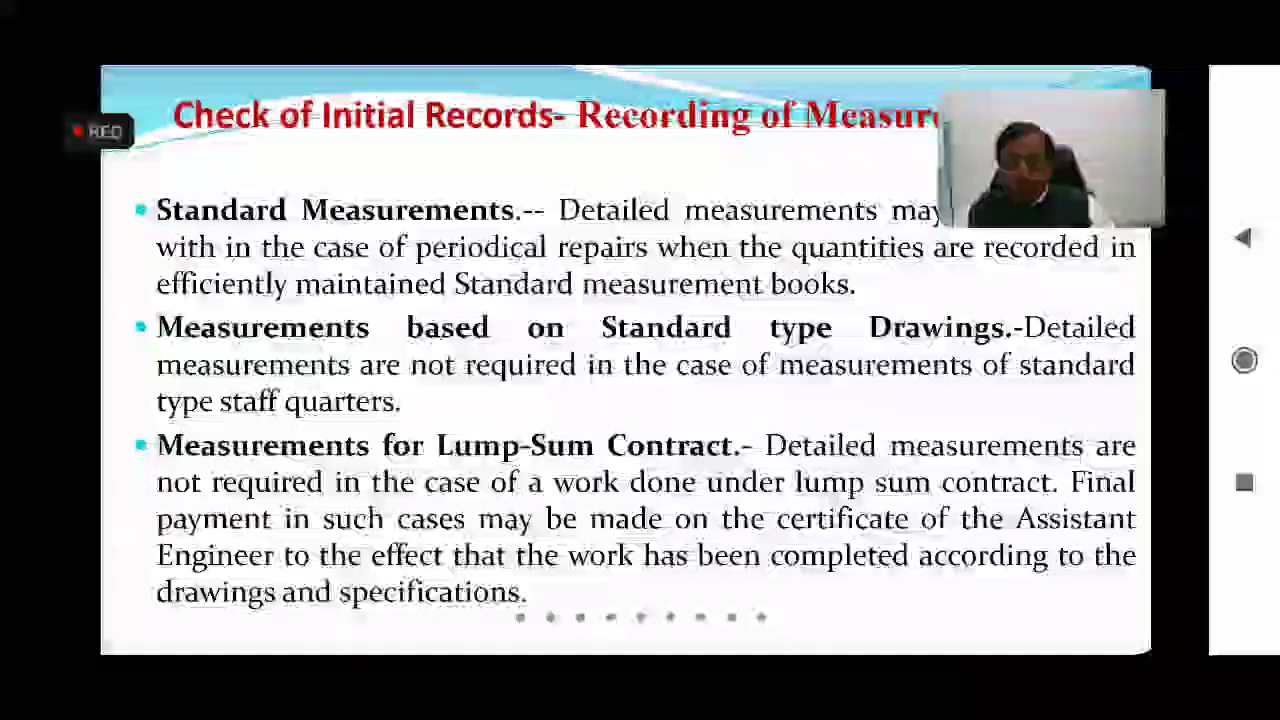 Check of Initial Records- Recording of
REC
Standard Measurements.-- Detailed measurements may
with in the case of periodical repairs when the quantities are recorded in
efficiently maintained Standard measurement books.
Measurements based on Standard type Drawings.-Detailed
measurements are not required in the case of measurements of standard
type staff quarters.
Measurements for Lump-Sum Contract.- Detailed measurements are
not required in the case of a work done under lump sum contract. Final
payment in such cases may be made on the certificate of the Assistant
Engineer to the effect that the work has been completed according to the
drawings and specifications.